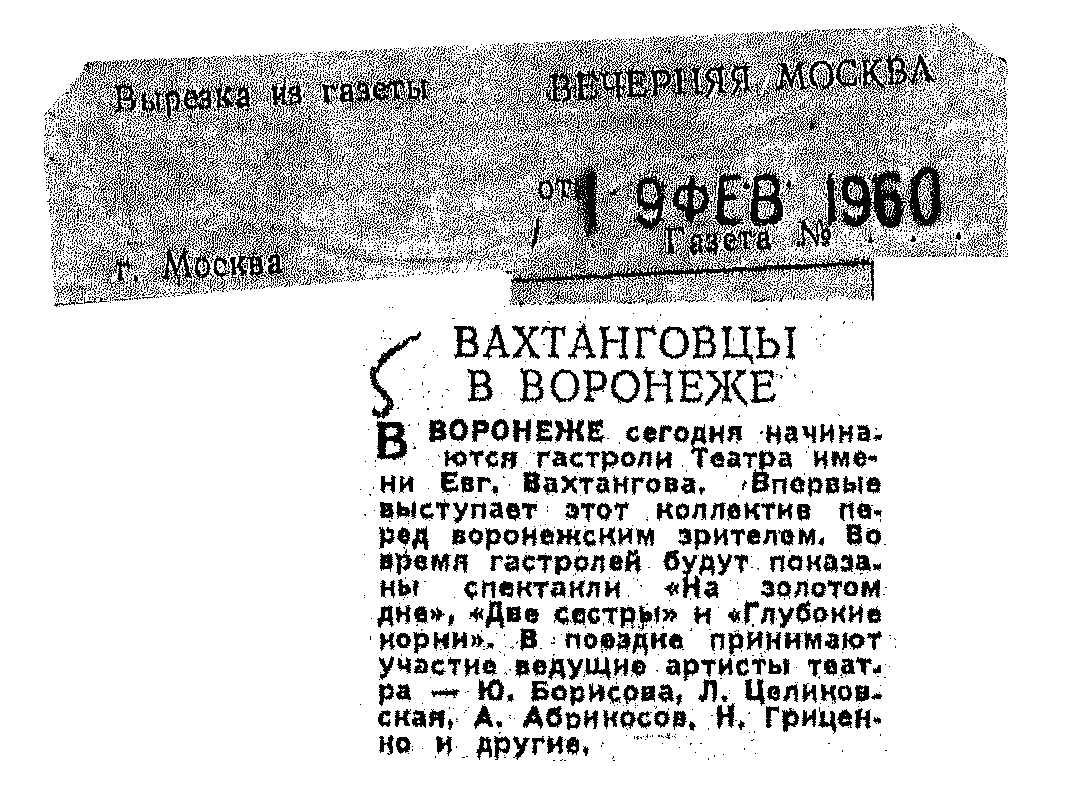 Вырезка из газеты
ВЕЧЕРНЯЯ МОСКВА
от 19 ФЕВ 1960
Газета №
г. Москва
ВАХТАНГОВЦЫ
В ВОРОНЕЖЕ
В ВОРОНЕЖЕ сегодня начина-
ются гастроли Театра име-
ни Евг. Вахтангова. Впервые
выступает этот коллектив пе-
ред воронежским зрителем. Во
время гастролей будут показа-
ны спектакли «На золотом
дне», «Две сестры» и «Глубокие
корни». В поездке принимают
участие ведущие артисты теат-
ра — Ю. Борисова, Л. Целиков-
ская, А. Абрикосов, Н. Грицен-
ко и другие.